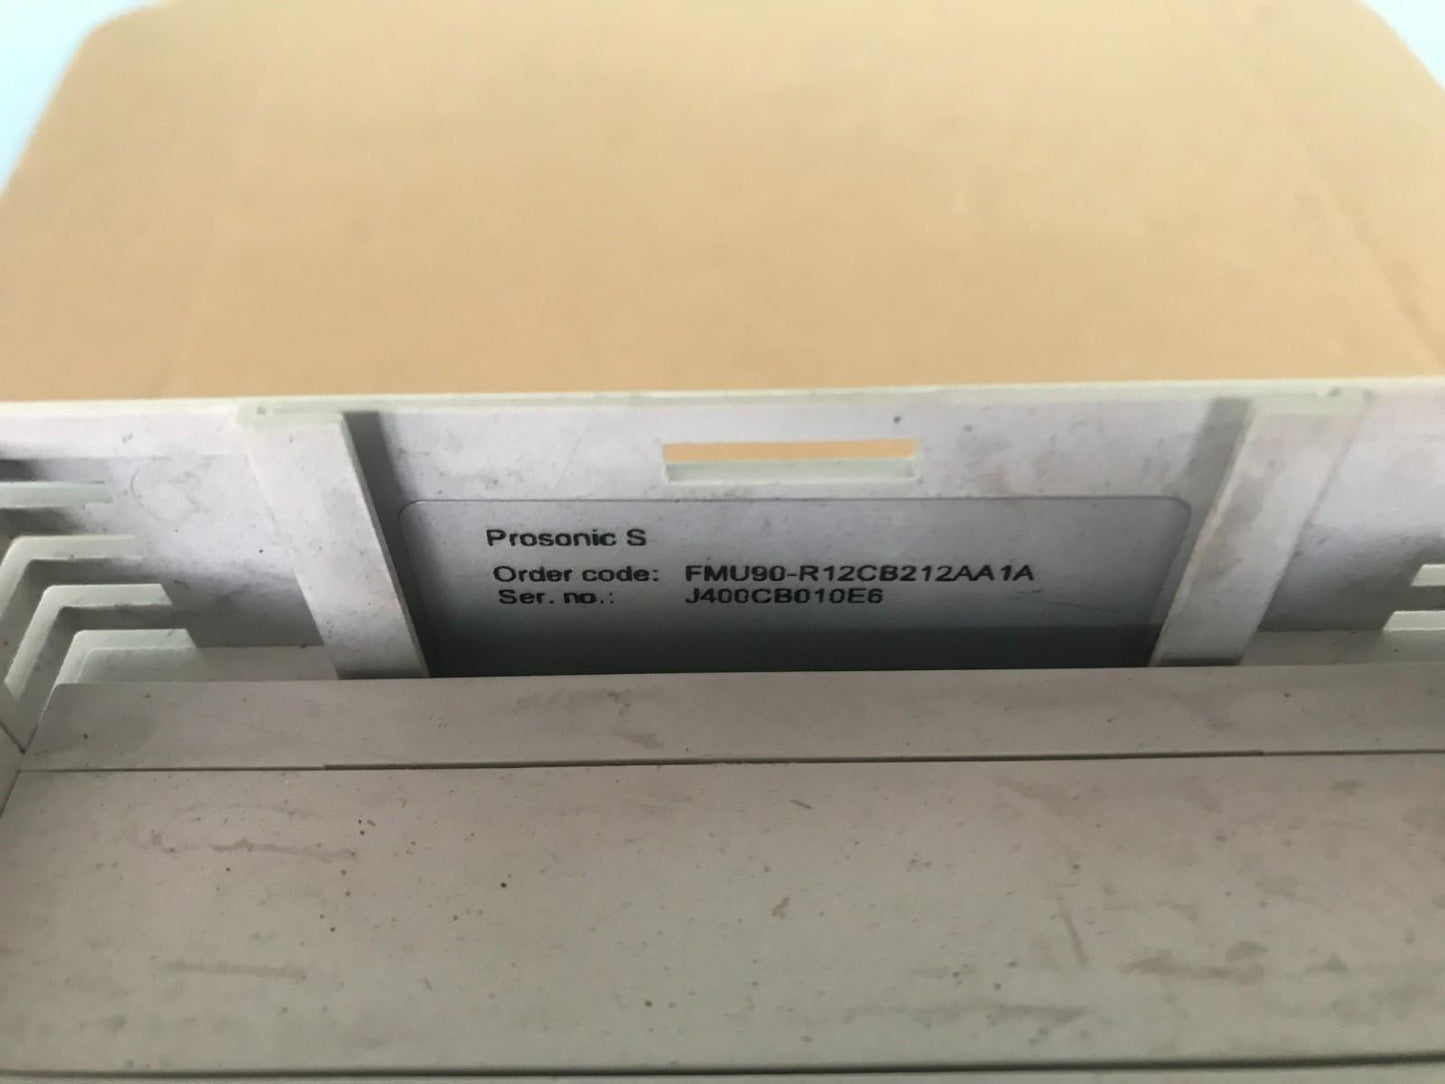 Prosonic S
Order code: FMU90-R12CB212AA1A
Ser. no.: J400CB010E6